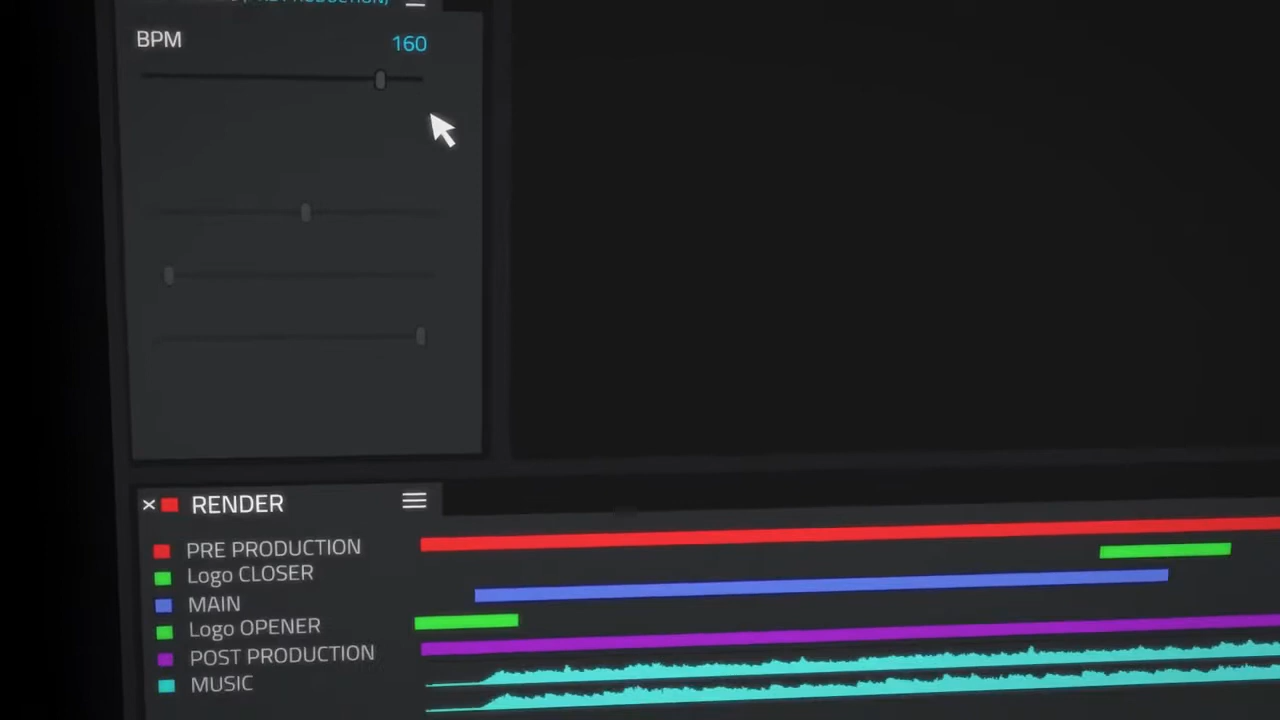 BPM
160
RENDER
PRE PRODUCTION
Logo CLOSER
MAIN
Logo OPENER
POST PRODUCTION
MUSIC